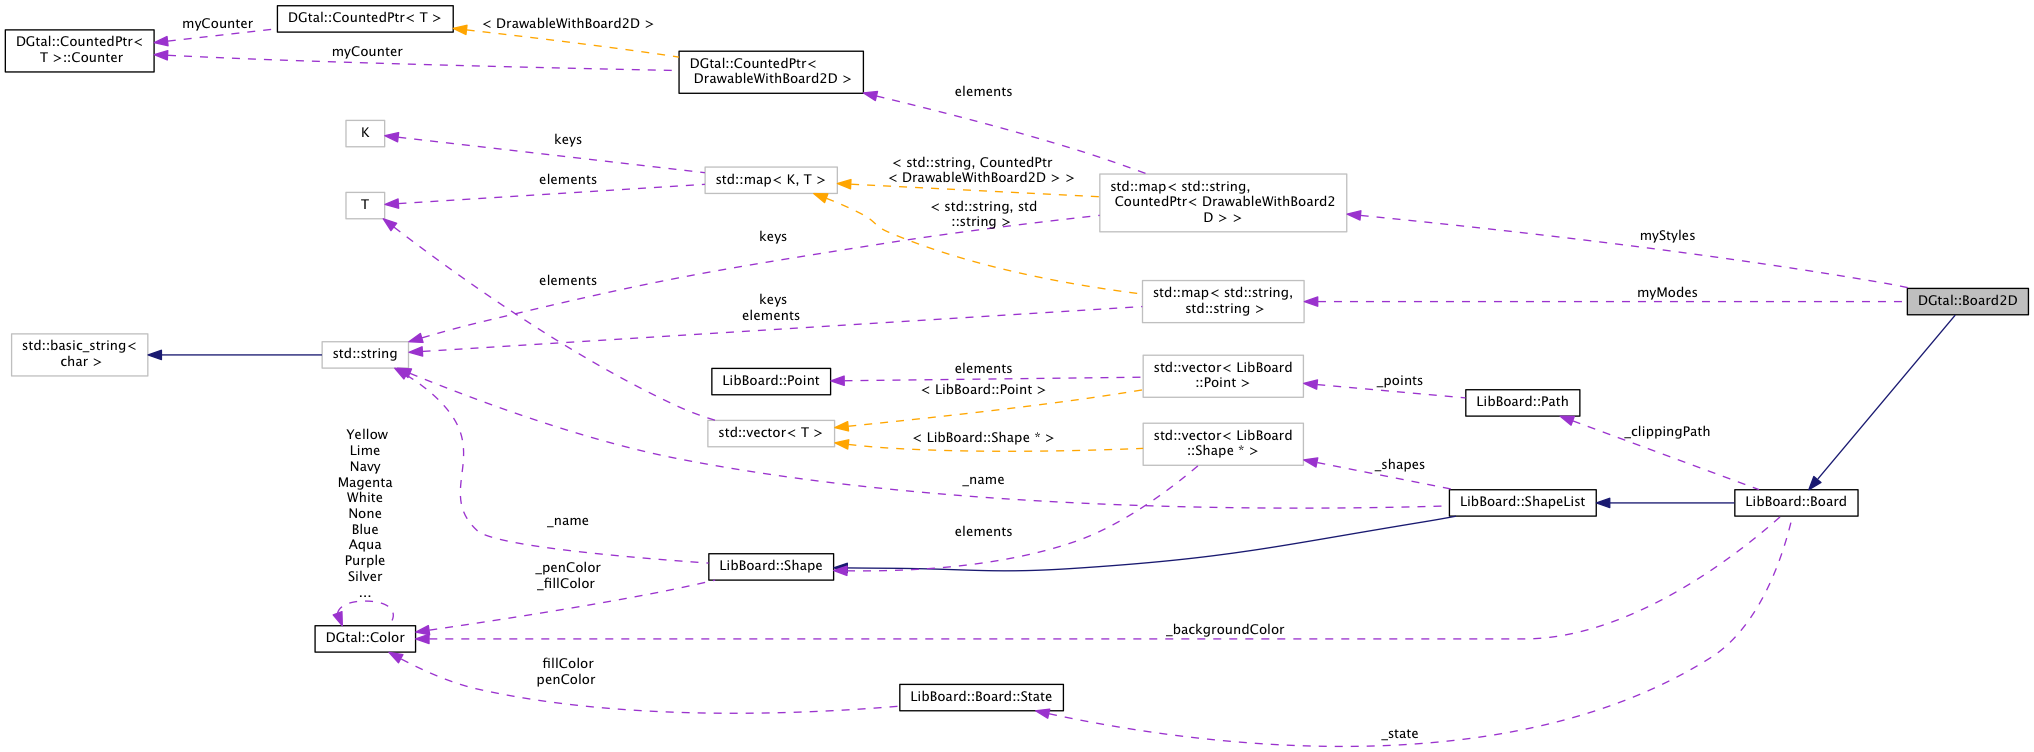 DGtal::CountedPtr< T >
myCounter
< DrawableWithBoard2D >
DGtal::CountedPtr<
T >::Counter
myCounter
DGtal::CountedPtr<
DrawableWithBoard2D >
elements
K
keys
< std::string, CountedPtr
< DrawableWithBoard2D > >
std::map< K, T >
elements
std::map< std::string,
CountedPtr< DrawableWithBoard2
D > >
T
< std::string, std
::string >
keys
myStyles
elements
std::map< std::string,
std::string >
myModes
DGtal::Board2D
keys
elements
std::basic_string<
char >
std::string
LibBoard::Point
elements
std::vector< LibBoard
::Point >
_points
< LibBoard::Point >
LibBoard::Path
std::vector< T >
< LibBoard::Shape * >
std::vector< LibBoard
::Shape * >
_clippingPath
_shapes
Yellow
Lime
Navy
Magenta
White
None
Blue
Aqua
Purple
Silver
...
_name
LibBoard::ShapeList
LibBoard::Board
_name
elements
LibBoard::Shape
_penColor
_fillColor
DGtal::Color
_backgroundColor
fillColor
penColor
LibBoard::Board::State
_state